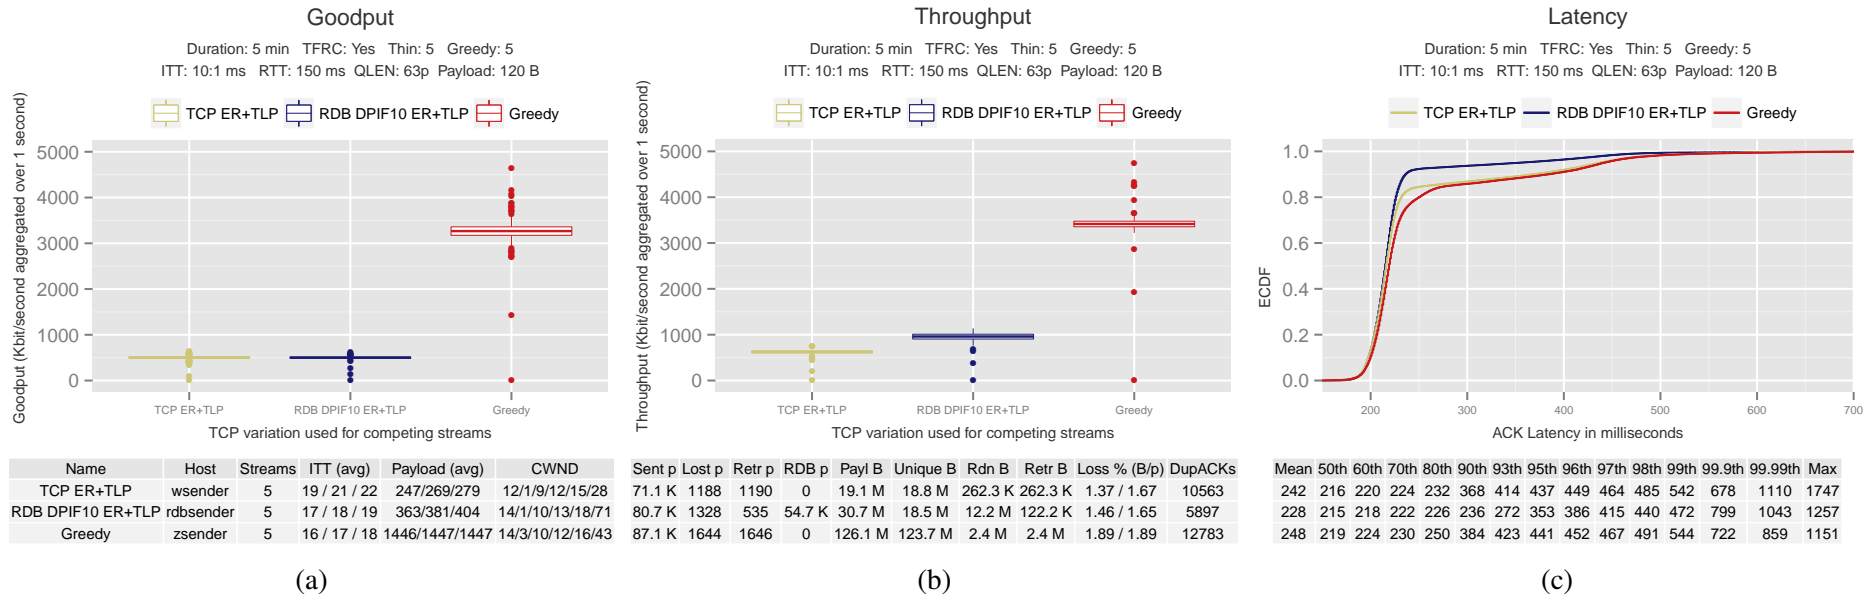 Goodput
Duration: 5 min TFRC: Yes Thin: 5 Greedy: 5
ITT: 10:1 ms RTT: 150 ms QLEN: 63p Payload: 120 B
TCP ER+TLP RDB DPIF10 ER+TLP Greedy
Goodput (Kbit/second aggregated over 1 second)
5000
4000
3000
2000
1000
0
TCP ER+TLP RDB DPIF10 ER+TLP Greedy
TCP variation used for competing streams
Name Host Streams ITT (avg) Payload (avg) CWND
TCP ER+TLP wsender 5 19 / 21 / 22 247/269/279 12/1/9/12/15/28
RDB DPIF10 ER+TLP rdbsender 5 17 / 18 / 19 363/381/404 14/1/10/13/18/71
Greedy zsender 5 16 / 17 / 18 1446/1447/1447 14/3/10/12/16/43
(a)
Throughput
Duration: 5 min TFRC: Yes Thin: 5 Greedy: 5
ITT: 10:1 ms RTT: 150 ms QLEN: 63p Payload: 120 B
TCP ER+TLP RDB DPIF10 ER+TLP Greedy
Throughput (Kbit/second aggregated over 1 second)
5000
4000
3000
2000
1000
0
TCP ER+TLP RDB DPIF10 ER+TLP Greedy
TCP variation used for competing streams
Sent p Lost p Retr p RDB p Payl B Unique B Rdn B Retr B Loss % (B/p) DupACKs
71.1 K 1188 1190 0 19.1 M 18.8 M 262.3 K 262.3 K 1.37 / 1.67 10563
80.7 K 1328 535 54.7 K 30.7 M 18.5 M 12.2 M 122.2 K 1.46 / 1.65 5897
87.1 K 1644 1646 0 126.1 M 123.7 M 2.4 M 2.4 M 1.89 / 1.89 12783
(b)
Latency
Duration: 5 min TFRC: Yes Thin: 5 Greedy: 5
ITT: 10:1 ms RTT: 150 ms QLEN: 63p Payload: 120 B
TCP ER+TLP RDB DPIF10 ER+TLP Greedy
ECDF
1.0
0.8
0.6
0.4
0.2
0.0
200 300 400 500 600 700
ACK Latency in milliseconds
Mean 50th 60th 70th 80th 90th 93th 95th 96th 97th 98th 99th 99.9th 99.99th Max
242 216 220 224 232 368 414 437 449 464 485 542 678 1110 1747
228 215 218 222 226 236 272 353 386 415 440 472 799 1043 1257
248 219 224 230 250 384 423 441 452 467 491 544 722 859 1151
(c)